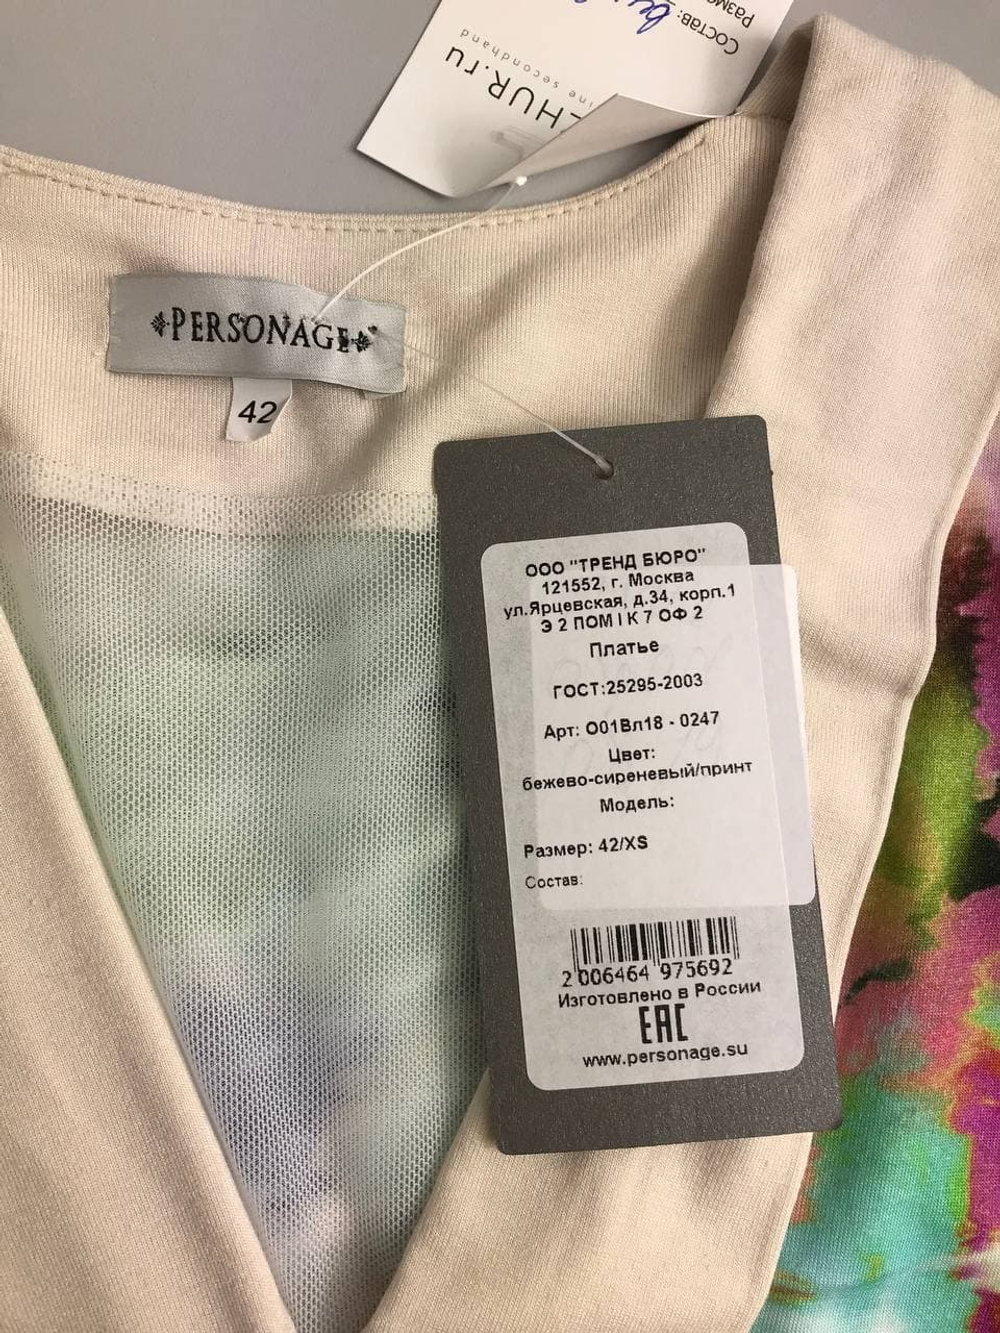 Состав:
HUR.ru
ine secondhand
PERSONAGE
42
ООО "ТРЕНД БЮРО"
121552, г. Москва
ул.Ярцевская, д.34, корп.1
Э 2 ПОМ I К 7 ОФ 2
Платье
ГОСТ:25295-2003
Арт: О01Вл18 - 0247
Цвет:
бежево-сиреневый/принт
Модель:
Размер: 42/XS
Состав:
2 006464 975692
Изготовлено в России
ЕАС
www.personage.su